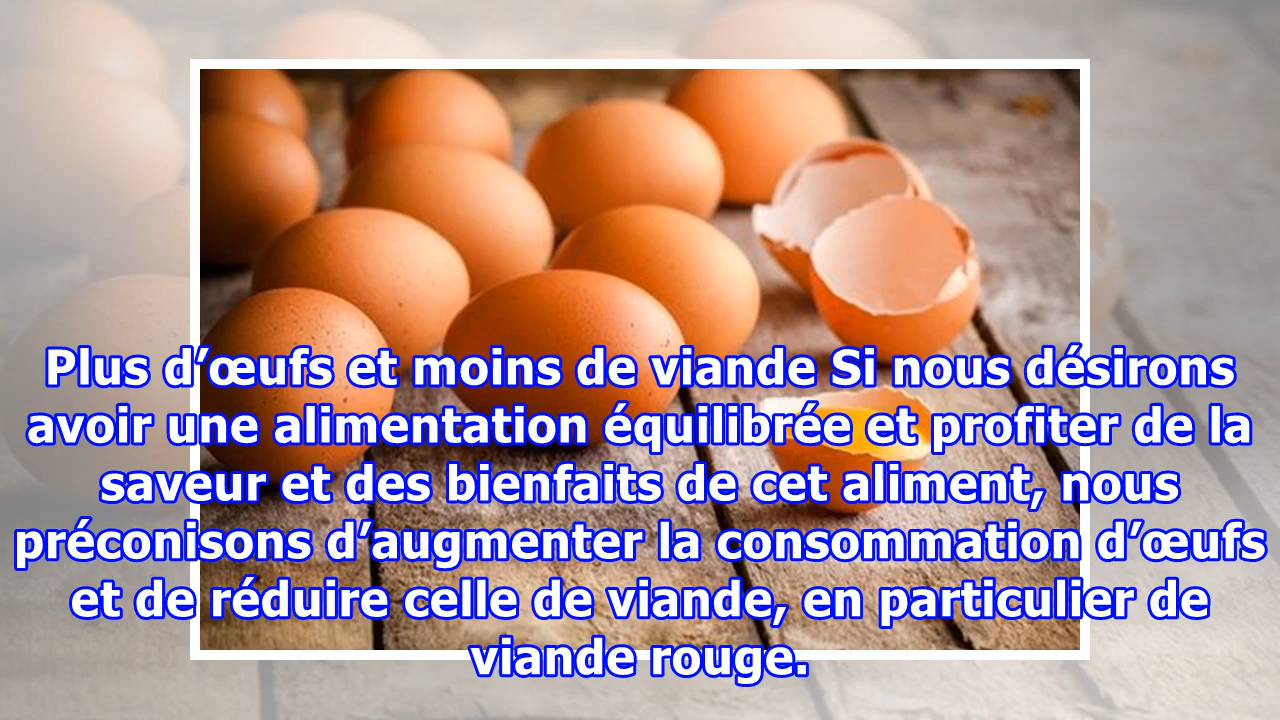 Plus d’œufs et moins de viande Si nous désirons
avoir une alimentation équilibrée et profiter de la
saveur et des bienfaits de cet aliment, nous
préconisons d’augmenter la consommation d’œufs
et de réduire celle de viande, en particulier de
viande rouge.